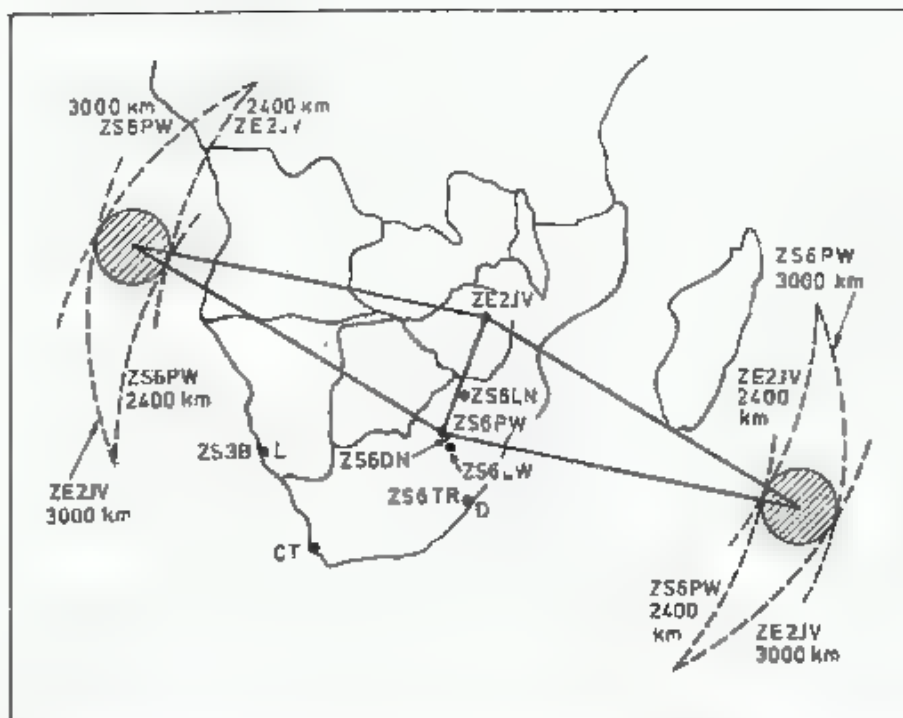 3000 km
ZS6PW
2400 km
ZE2JV
ZS6PW
3000 km
ZE2JV
ZE2JV
2400
km
ZS6PW
2400 km
ZS6LN
ZS6PW
ZS3B
L
ZS6DN
ZS6LW
ZE2JV
3000 km
ZS6TR
D
CT
ZS6PW
2400
km
ZE2JV
3000 km